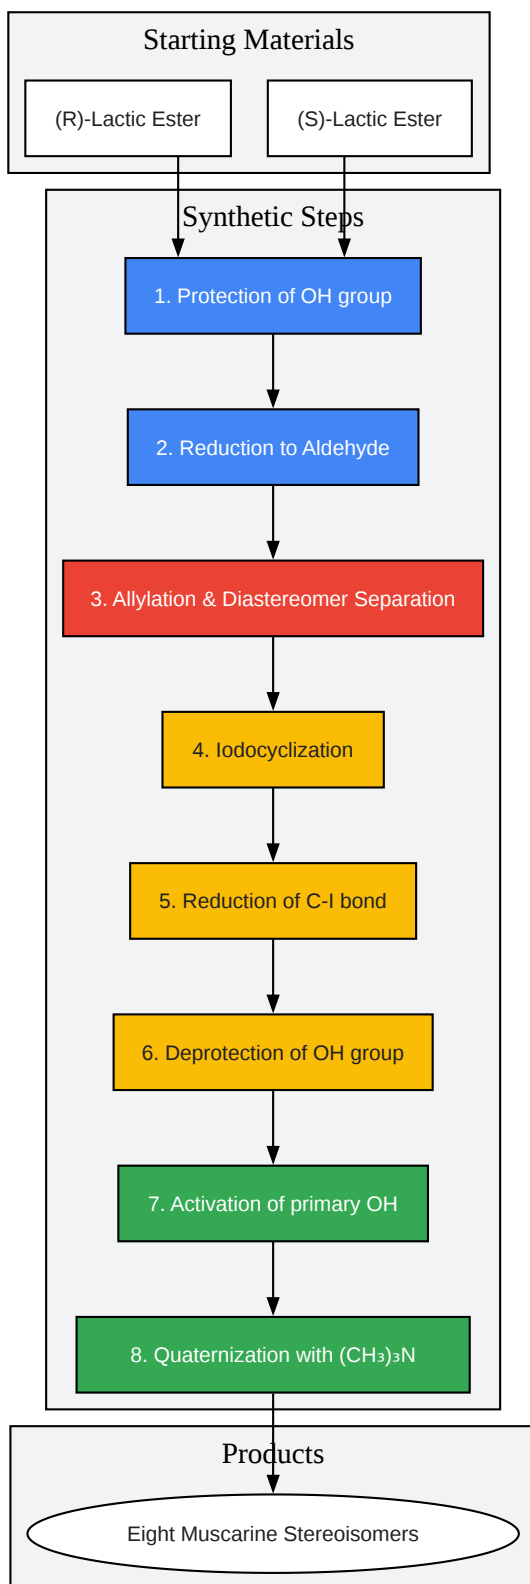 Starting Materials
(R)-Lactic Ester
(S)-Lactic Ester
Synthetic Steps
1. Protection of OH group
2. Reduction to Aldehyde
3. Allylation & Diastereomer Separation
4. Iodocyclization
5. Reduction of C-I bond
6. Deprotection of OH group
7. Activation of primary OH
8. Quaternization with (CH₃)₃N
Products
Eight Muscarine Stereoisomers